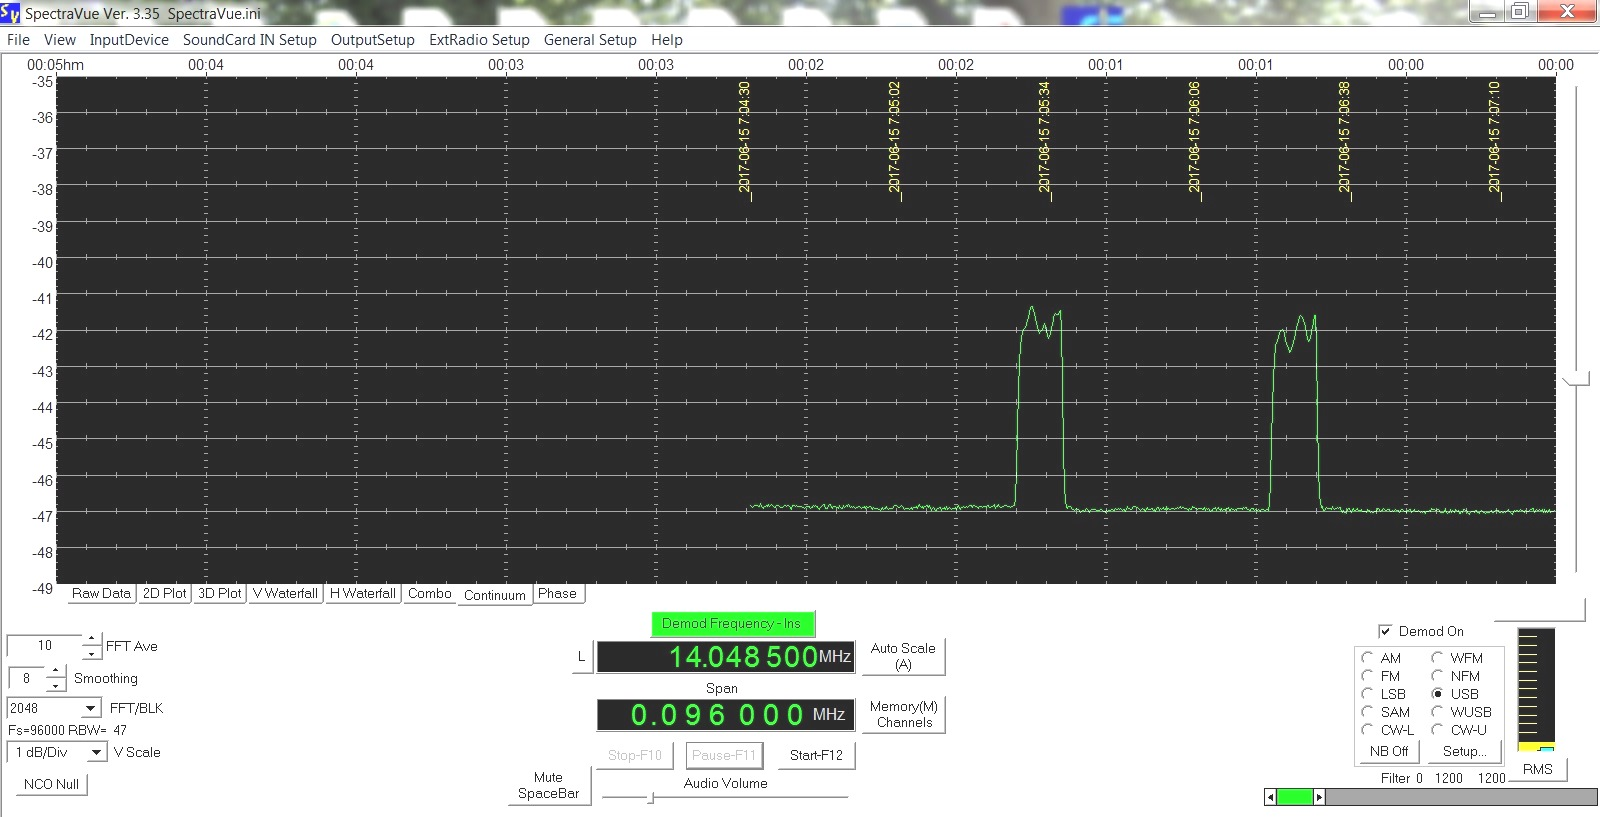 SpectraVue Ver. 3.35  SpectraVue.ini
File View InputDevice SoundCard IN Setup OutputSetup ExtRadio Setup General Setup Help
00:05hm 00:04 00:04 00:03 00:03 00:02 00:02 00:01 00:01 00:00 00:00
-35
-36
-37
-38
-39
-40
-41
-42
-43
-44
-45
-46
-47
-48
-49
2017-06-15 7:04:30
2017-06-15 7:05:02
2017-06-15 7:05:34
2017-06-15 7:06:06
2017-06-15 7:06:38
2017-06-15 7:07:10
Raw Data 2D Plot 3D Plot V Waterfall H Waterfall Combo Continuum Phase
Demod Frequency - Ins
10 FFT Ave
8 Smoothing
2048 FFT/BLK
Fs=96000 RBW= 47
1 dB/Div V Scale
NCO Null
L 14.048 500 MHz
Auto Scale
(A)
Span
0.096 000 MHz
Memory(M)
Channels
Stop-F10 Pause-F11 Start-F12
Mute
SpaceBar
Audio Volume
Demod On
AM WFM
FM NFM
LSB USB
SAM WUSB
CW-L CW-U
NB Off Setup...
Filter 0 1200 1200
RMS